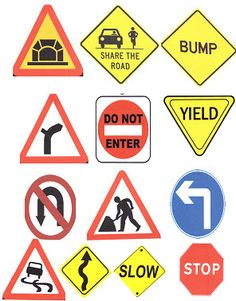 SHARE THE
ROAD
BUMP
DO NOT
ENTER
YIELD
SLOW
STOP